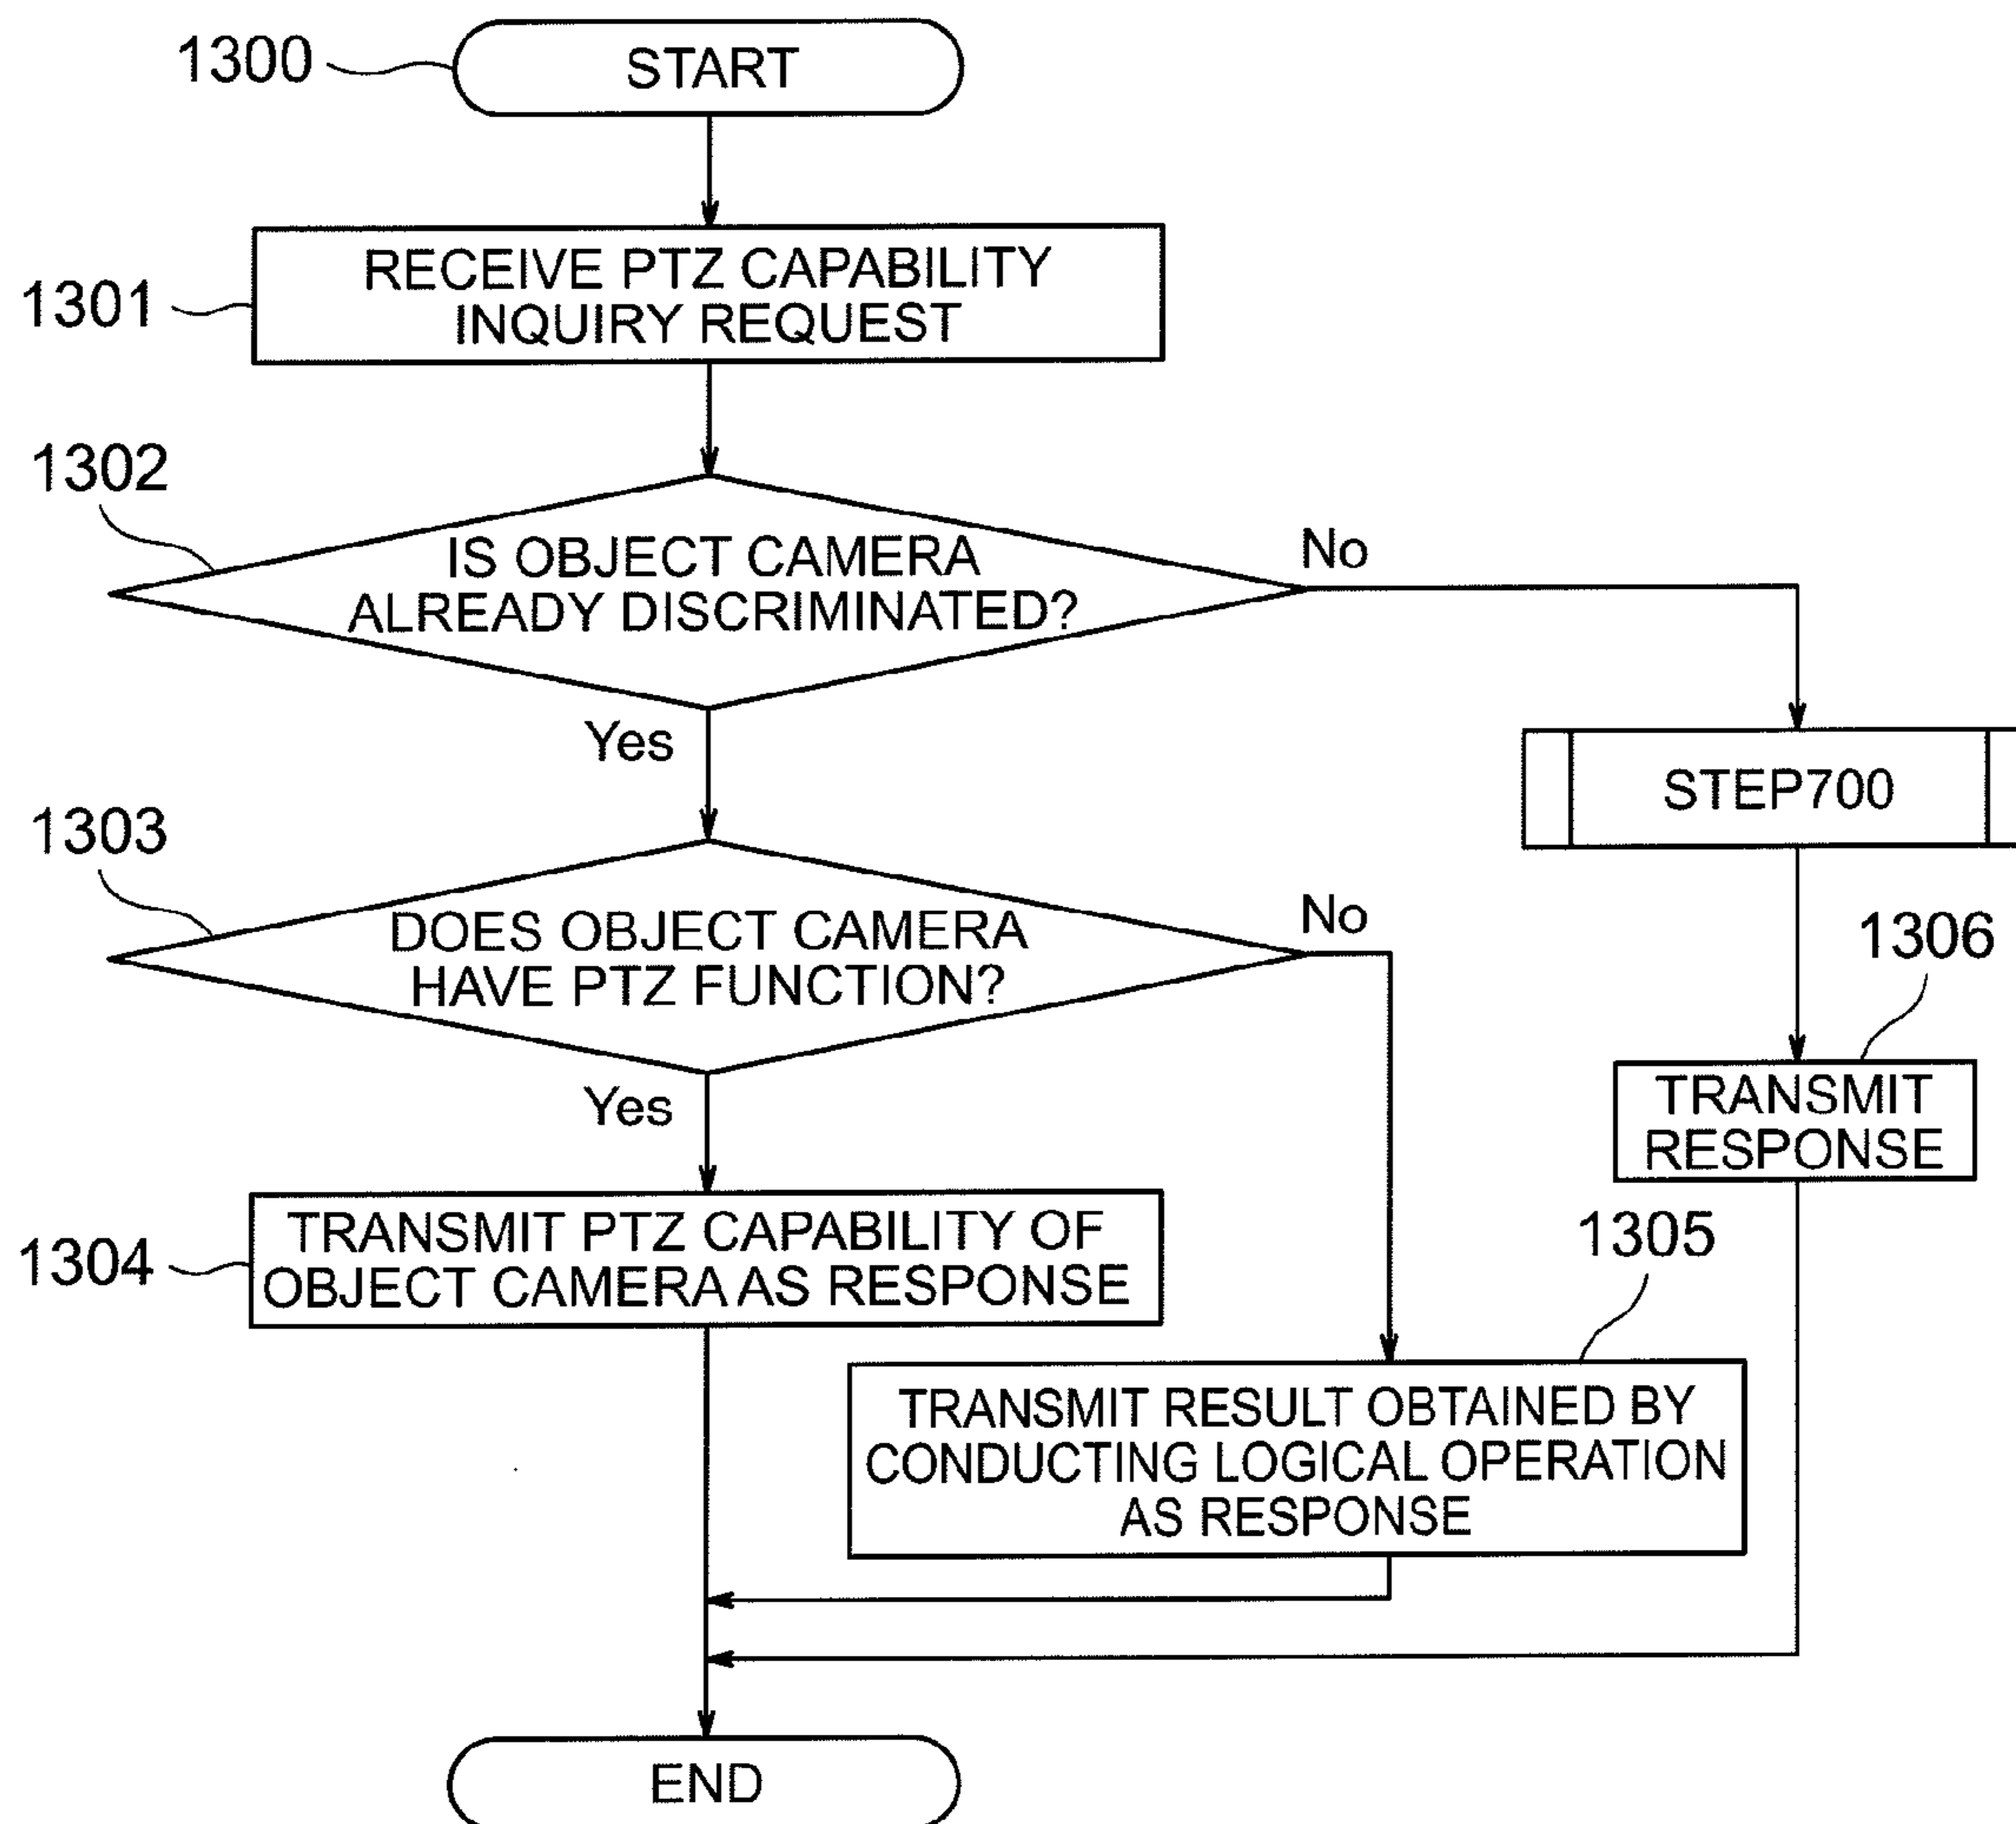 1300
START
1301
RECEIVE PTZ CAPABILITY
INQUIRY REQUEST
1302
IS OBJECT CAMERA
ALREADY DISCRIMINATED?
No
Yes
STEP700
1303
DOES OBJECT CAMERA
HAVE PTZ FUNCTION?
No
Yes
1306
TRANSMIT
RESPONSE
1304
TRANSMIT PTZ CAPABILITY OF
OBJECT CAMERA AS RESPONSE
1305
TRANSMIT RESULT OBTAINED BY
CONDUCTING LOGICAL OPERATION
AS RESPONSE
END